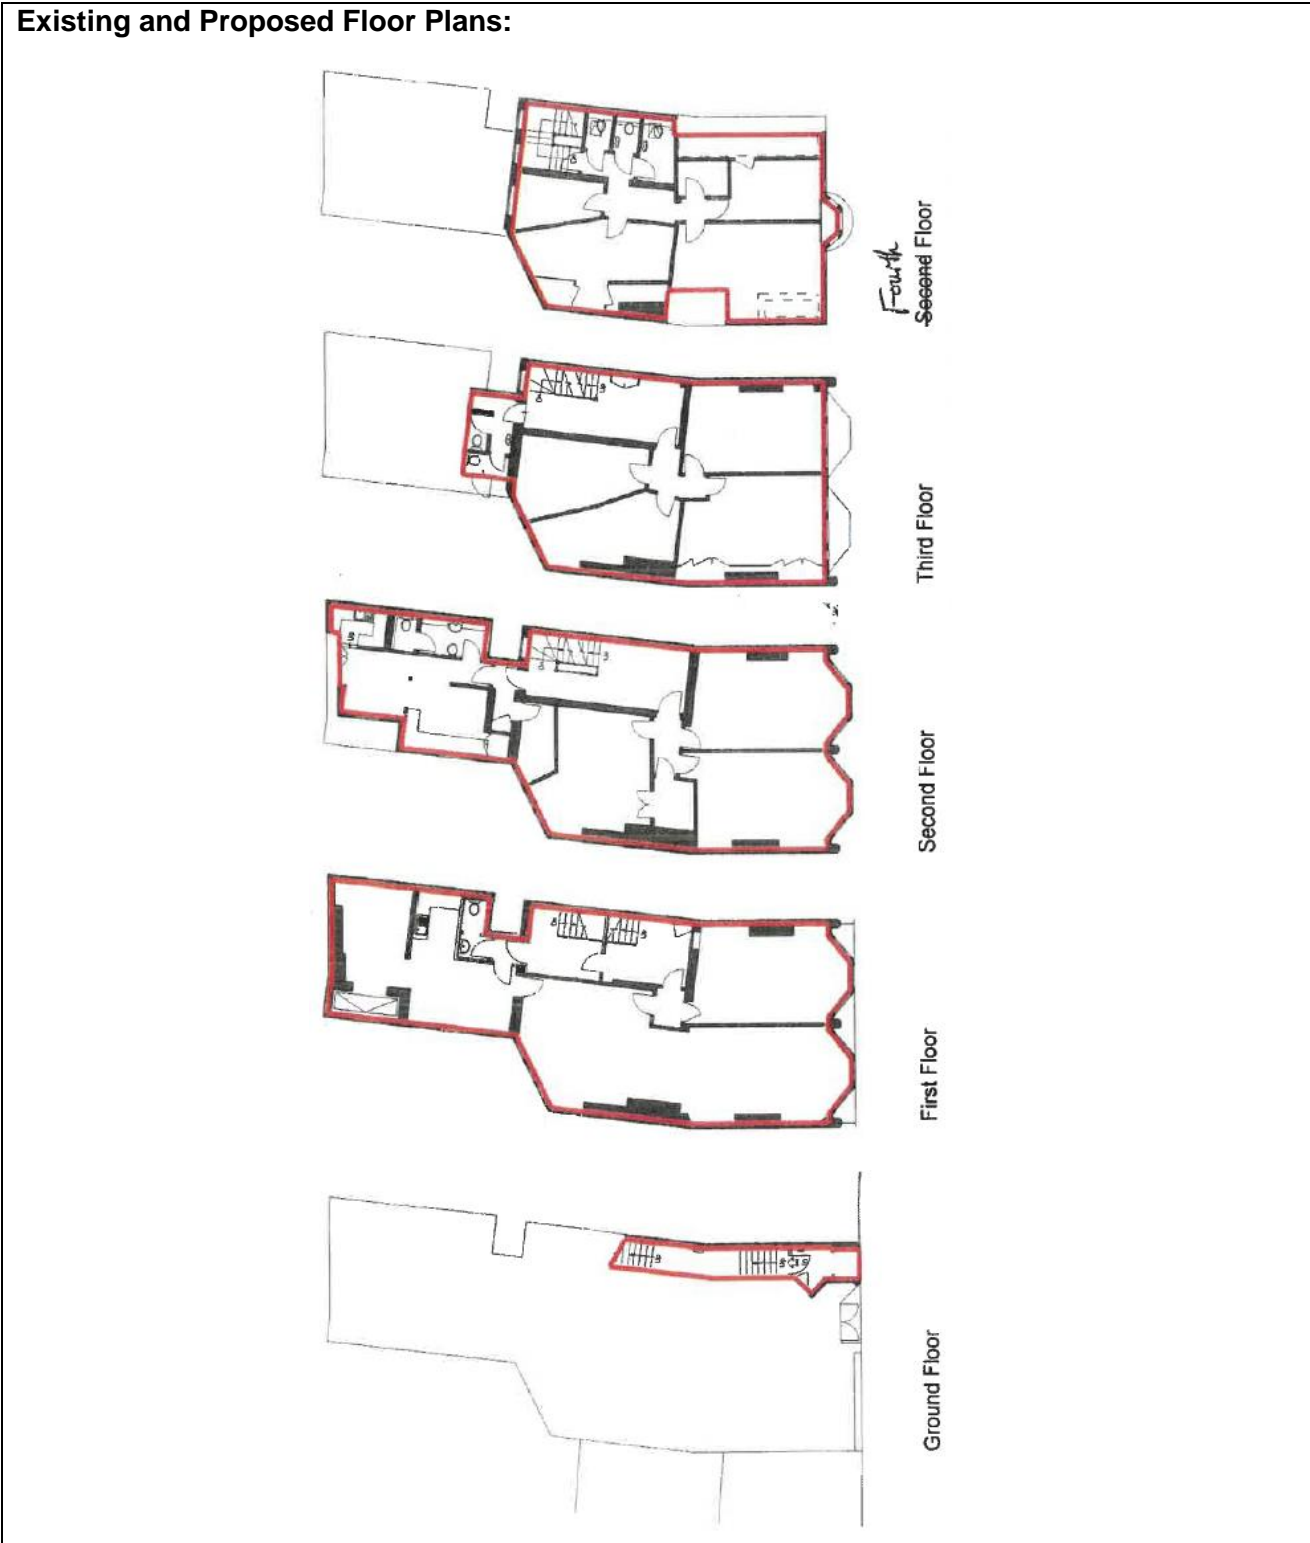 Existing and Proposed Floor Plans:
Fourth
Second Floor
Third Floor
Second Floor
First Floor
Ground Floor